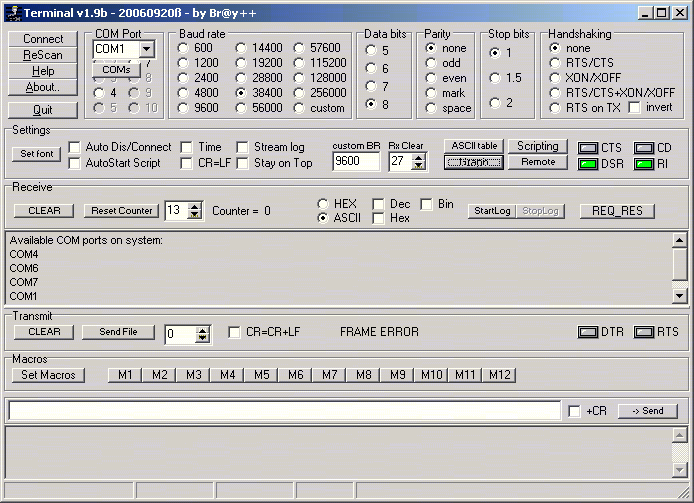 Terminal v1.9b - 20060920ß - by Br@y++
Connect
ReScan
Help
About..
Quit
COM Port
COM1
COMs
7
3 8
4 9
5 10
Baud rate
600 14400 57600
1200 19200 115200
2400 28800 128000
4800 38400 256000
9600 56000 custom
Data bits
5
6
7
8
Parity
none
odd
even
mark
space
Stop bits
1
1.5
2
Handshaking
none
RTS/CTS
XON/XOFF
RTS/CTS+XON/XOFF
RTS on TX invert
Settings
Set font
Auto Dis/Connect Time Stream log
AutoStart Script CR=LF Stay on Top
custom BR Rx Clear
9600 27
ASCII table Scripting
Graph Remote
CTS CD
DSR RI
Receive
CLEAR Reset Counter 13 Counter = 0
HEX Dec Bin
ASCII Hex
StartLog StopLog REQ_RES
Available COM ports on system:
COM4
COM6
COM7
COM1
Transmit
CLEAR Send File 0 CR=CR+LF FRAME ERROR DTR RTS
Macros
Set Macros M1 M2 M3 M4 M5 M6 M7 M8 M9 M10 M11 M12
+CR -> Send